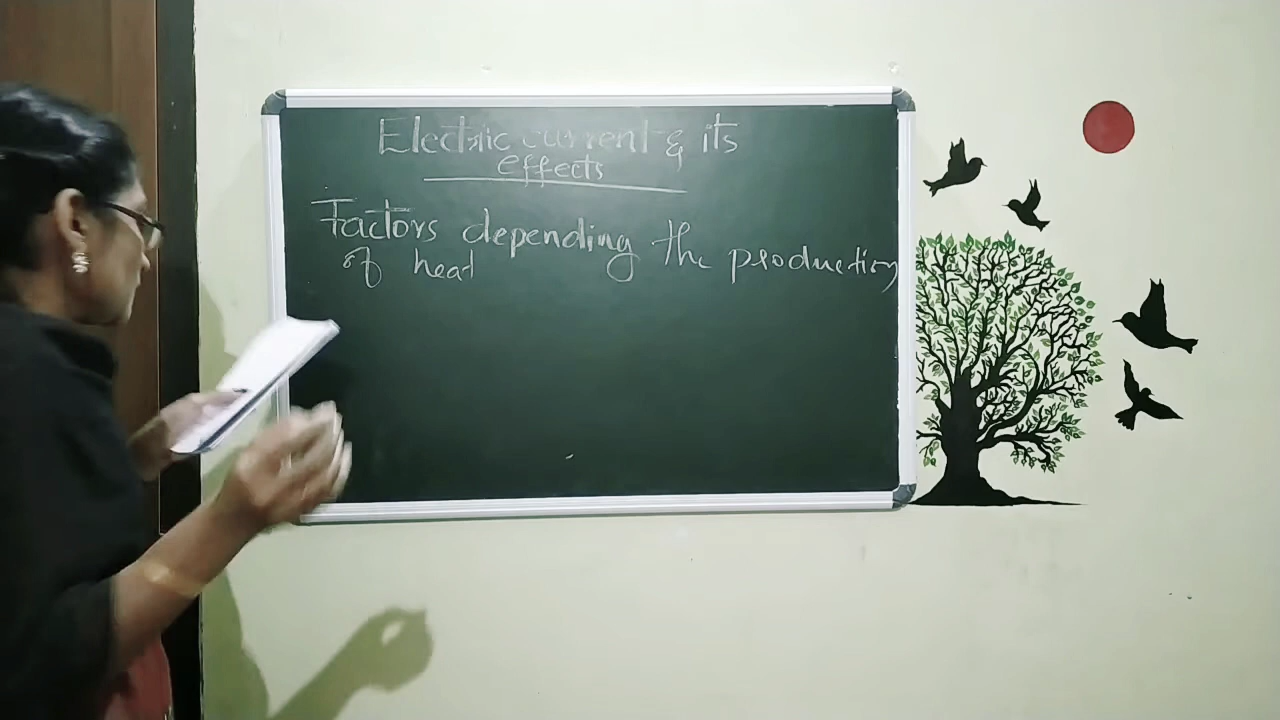 Electric current & its
effects
Factors depending the production
of heat